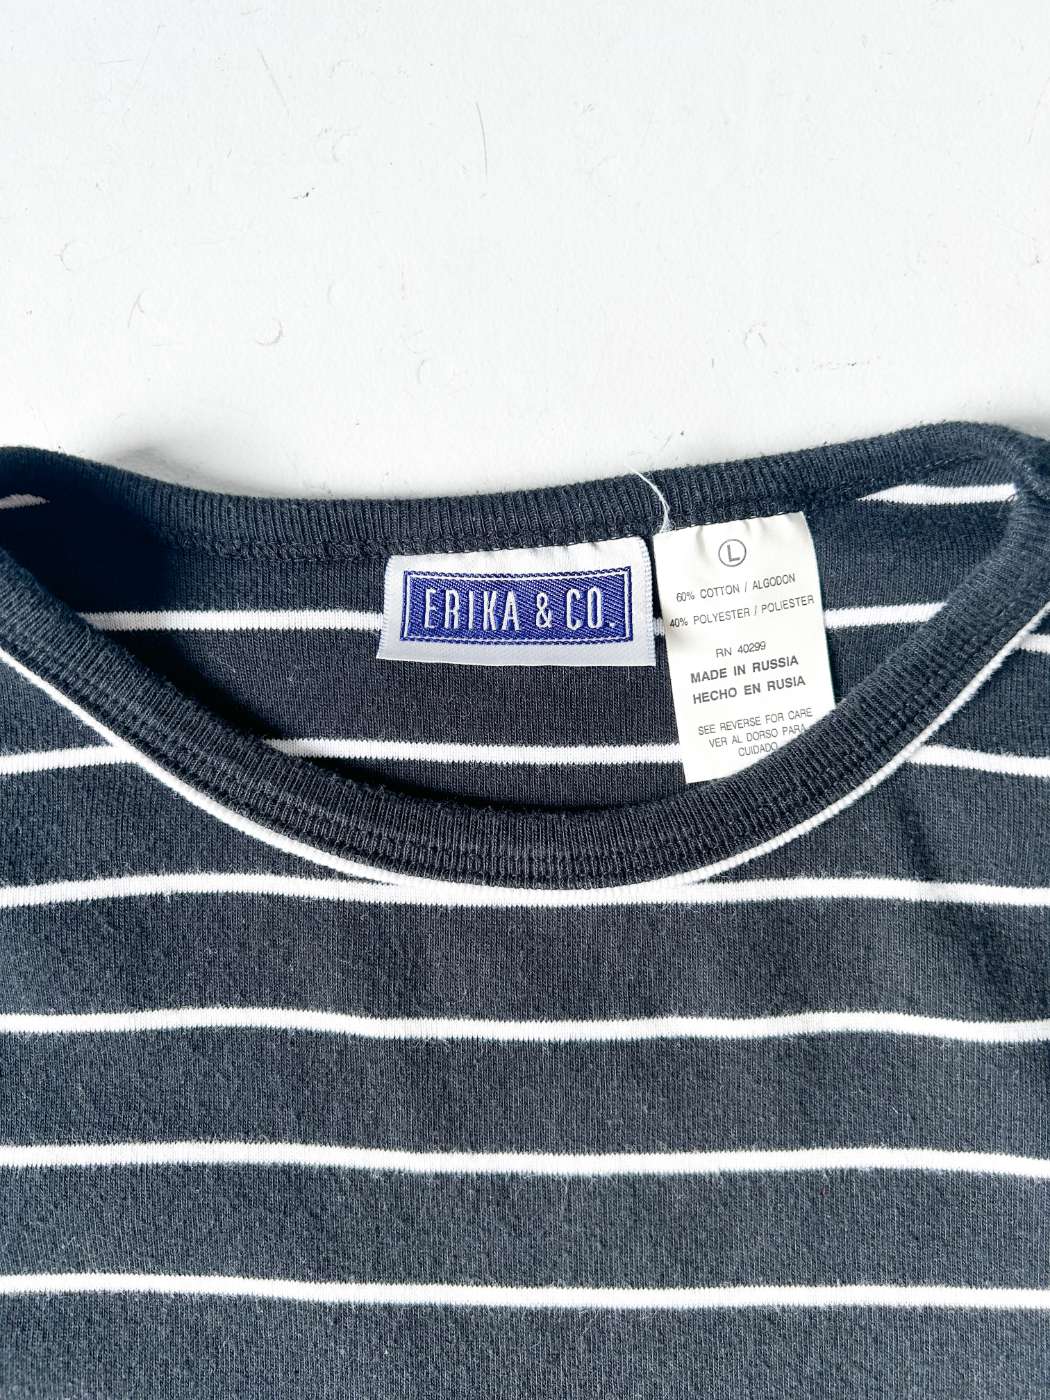 ERIKA & CO.
L
60% COTTON / ALGODON
40% POLYESTER / POLIESTER
RN 40299
MADE IN RUSSIA
HECHO EN RUSIA
SEE REVERSE FOR CARE
VER AL DORSO PARA
CUIDADO